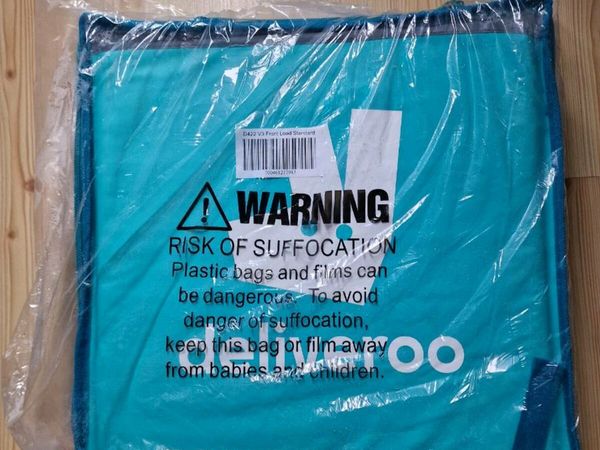 D422 V3 Front Load Standard
WARNING
RISK OF SUFFOCATION
Plastic bags and films can
be dangerous. To avoid
danger of suffocation,
keep this bag or film away
deliveroo
from babies and children.